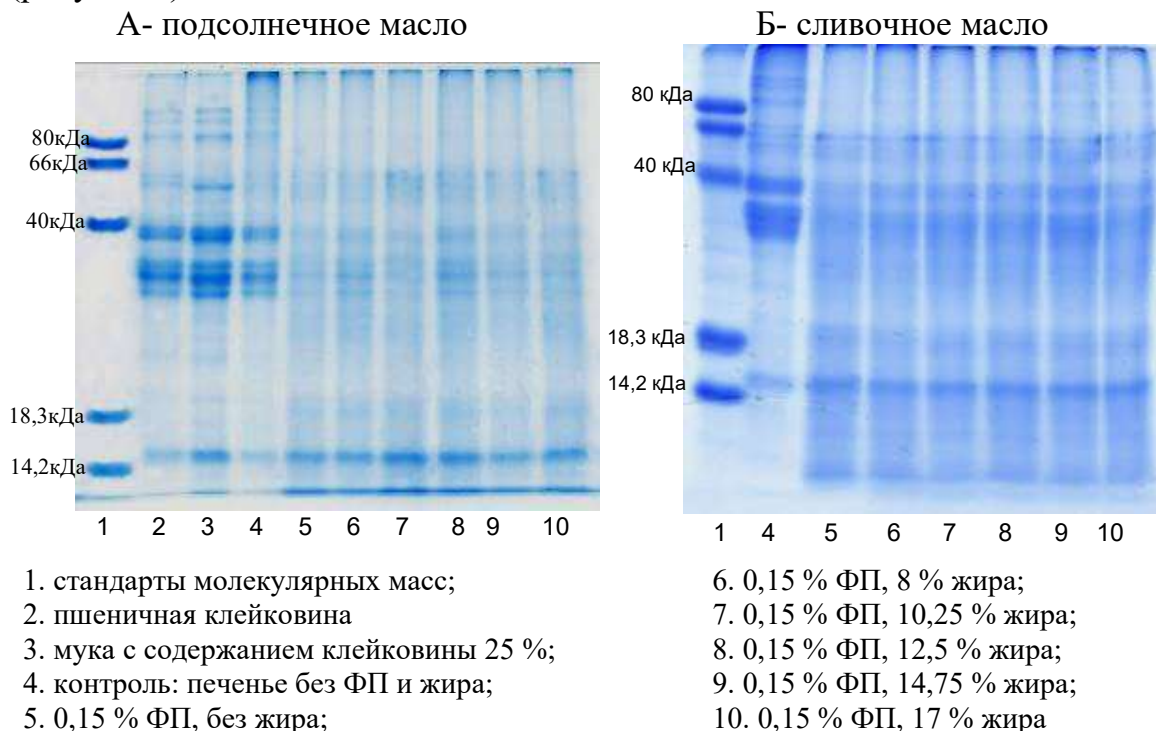 А- подсолнечное масло
Б- сливочное масло
80кДа
66кДа
40кДа
18,3кДа
14,2кДа
1 2 3 4 5 6 7 8 9 10
80 кДа
40 кДа
18,3 кДа
14,2 кДа
1 4 5 6 7 8 9 10
1. стандарты молекулярных масс;
2. пшеничная клейковина
3. мука с содержанием клейковины 25 %;
4. контроль: печенье без ФП и жира;
5. 0,15 % ФП, без жира;
6. 0,15 % ФП, 8 % жира;
7. 0,15 % ФП, 10,25 % жира;
8. 0,15 % ФП, 12,5 % жира;
9. 0,15 % ФП, 14,75 % жира;
10. 0,15 % ФП, 17 % жира